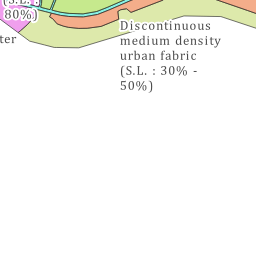 (S.L. :
80%)
ter
Discontinuous
medium density
urban fabric
(S.L. : 30% -
50%)